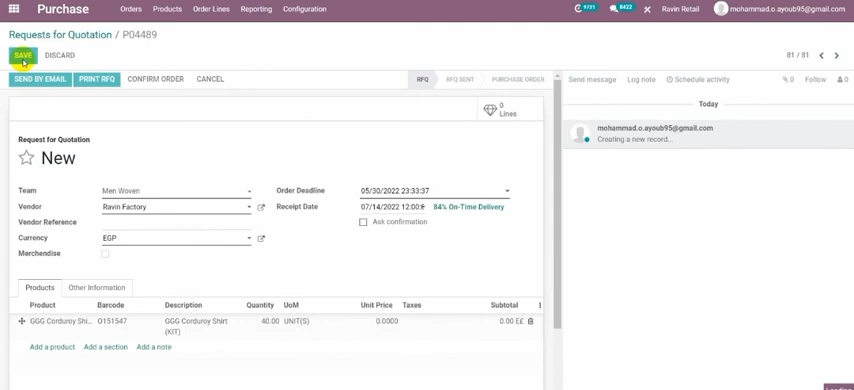 Purchase Orders Products Order Lines Reporting Configuration 9731 8422 Ravin Retail mohammad.o.ayoub95@gmail.com
Requests for Quotation / P04489
SAVE DISCARD 81 / 81
SEND BY EMAIL PRINT RFQ CONFIRM ORDER CANCEL RFQ RFQ SENT PURCHASE ORDER Send message Log note Schedule activity 0 Follow 0
Today
0
Lines
mohammad.o.ayoub95@gmail.com
Creating a new record...
Request for Quotation
New
Team Men Woven Order Deadline 05/30/2022 23:33:37
Vendor Ravin Factory Receipt Date 07/14/2022 12:00: 84% On-Time Delivery
Vendor Reference Ask confirmation
Currency EGP
Merchandise
Products Other Information
Product Barcode Description Quantity UoM Unit Price Taxes Subtotal
GGG Corduroy Shi... O151547 GGG Corduroy Shirt 40.00 UNIT(S) 0.0000 0.00 E£
(KIT)
Add a product Add a section Add a note